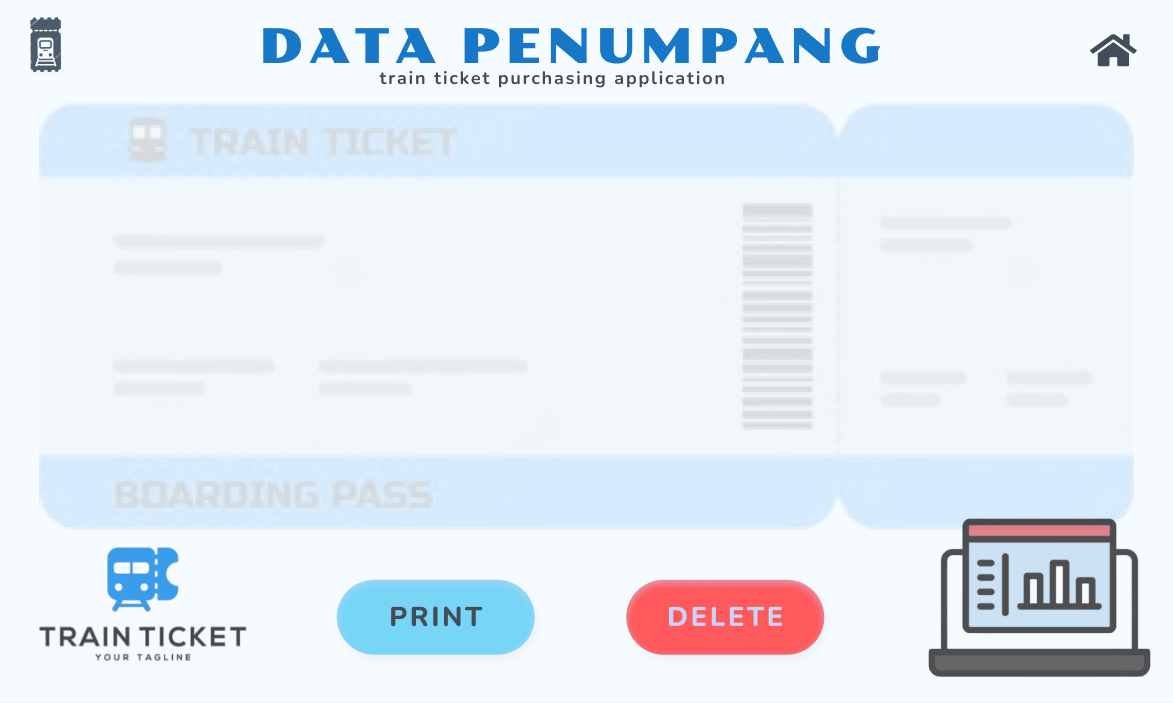 DATA PENUMPANG
train ticket purchasing application
TRAIN TICKET
BOARDING PASS
PRINT
DELETE
TRAIN TICKET
YOUR TAGLINE